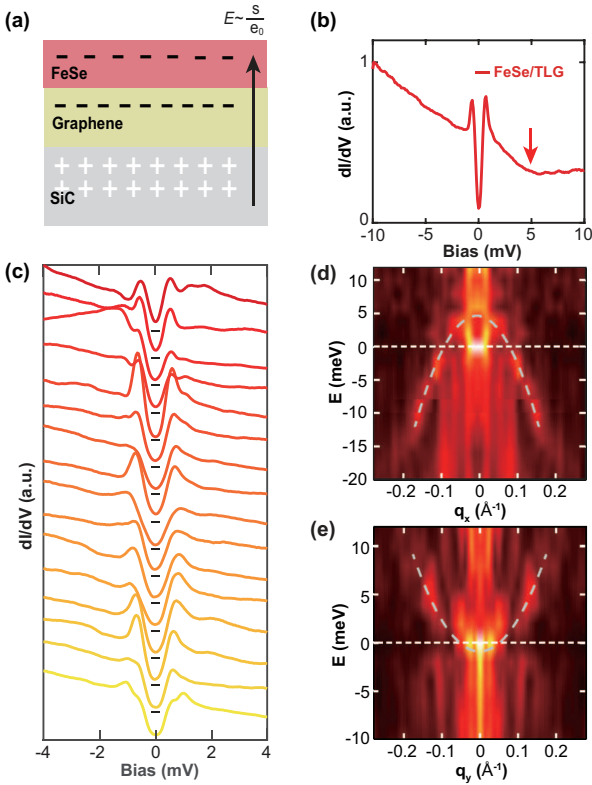 (a)
E~ s/e₀
FeSe
Graphene
+ + + + + + + + +
+ + + + + + + + +
SiC
(b)
FeSe/TLG
dI/dV (a.u.)
1
0
-10 -5 0 5 10
Bias (mV)
(c)
dI/dV (a.u.)
-4 -2 0 2 4
Bias (mV)
(d)
E (meV)
10
5
0
-5
-10
-15
-20
-0.2 -0.1 0 0.1 0.2
qₓ (Å⁻¹)
(e)
E (meV)
10
5
0
-5
-10
-0.2 -0.1 0 0.1 0.2
q_y (Å⁻¹)